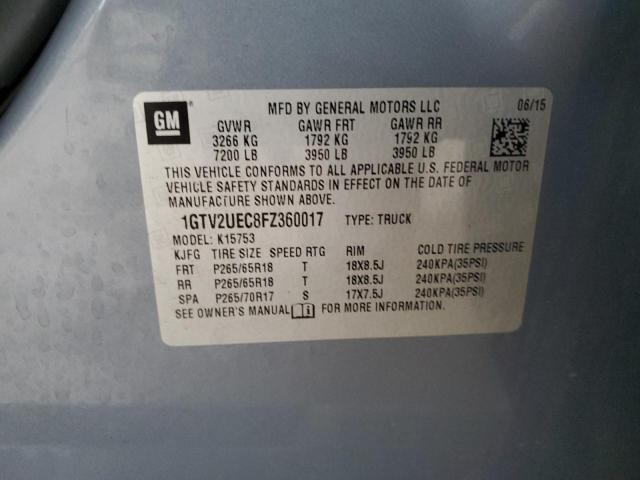 GM
MFD BY GENERAL MOTORS LLC 06/15
GVWR GAWR FRT GAWR RR
3266 KG 1792 KG 1792 KG
7200 LB 3950 LB 3950 LB
THIS VEHICLE CONFORMS TO ALL APPLICABLE U.S. FEDERAL MOTOR
VEHICLE SAFETY STANDARDS IN EFFECT ON THE DATE OF
MANUFACTURE SHOWN ABOVE.
1GTV2UEC8FZ360017 TYPE: TRUCK
MODEL: K15753
KJFG TIRE SIZE SPEED RTG RIM COLD TIRE PRESSURE
FRT P265/65R18 T 18X8.5J 240KPA(35PSI)
RR P265/65R18 T 18X8.5J 240KPA(35PSI)
SPA P265/70R17 S 17X7.5J 240KPA(35PSI)
SEE OWNER'S MANUAL FOR MORE INFORMATION.